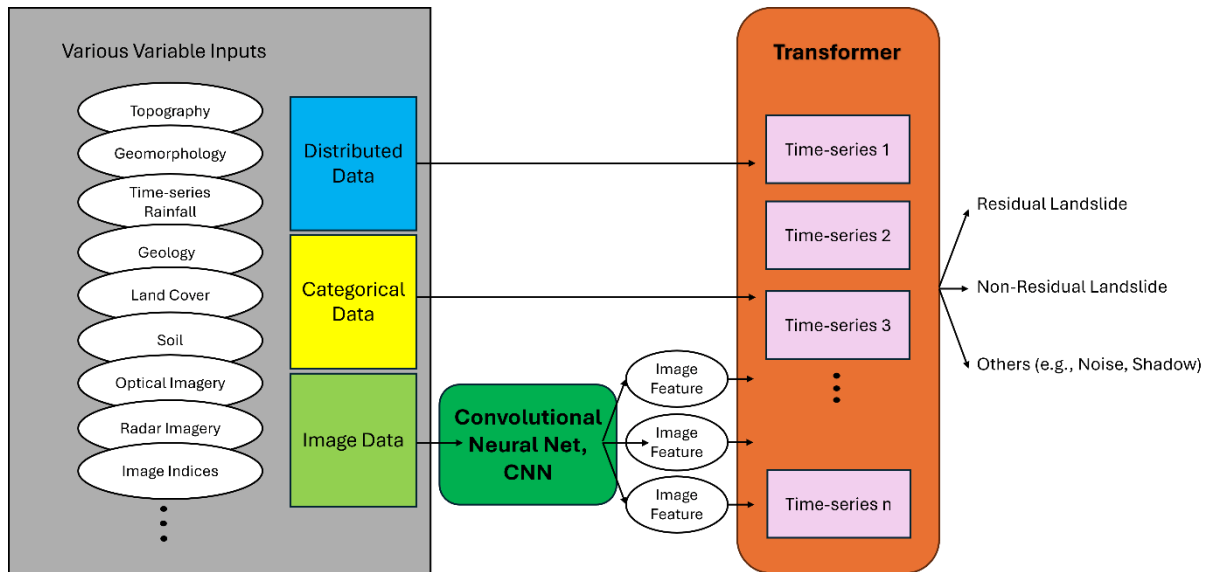 Various Variable Inputs
Topography
Geomorphology
Time-series
Rainfall
Geology
Land Cover
Soil
Optical Imagery
Radar Imagery
Image Indices
Distributed
Data
Categorical
Data
Image Data
Convolutional
Neural Net,
CNN
Image
Feature
Image
Feature
Image
Feature
Transformer
Time-series 1
Time-series 2
Time-series 3
Time-series n
Residual Landslide
Non-Residual Landslide
Others (e.g., Noise, Shadow)